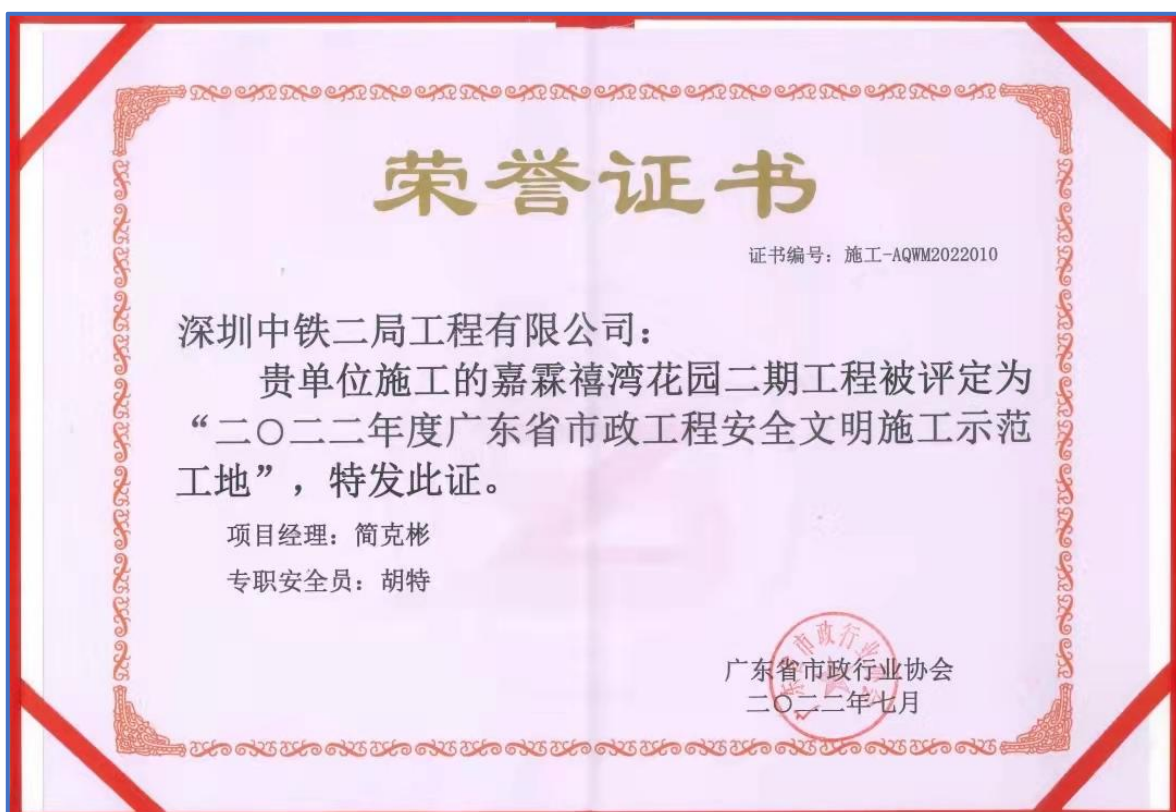 荣誉证书
证书编号：施工-AQWM2022010
深圳中铁二局工程有限公司：
贵单位施工的嘉霖禧湾花园二期工程被评定为
“二〇二二年度广东省市政工程安全文明施工示范
工地”，特发此证。
项目经理：简克彬
专职安全员：胡特
广东省市政行业协会
二〇二二年七月